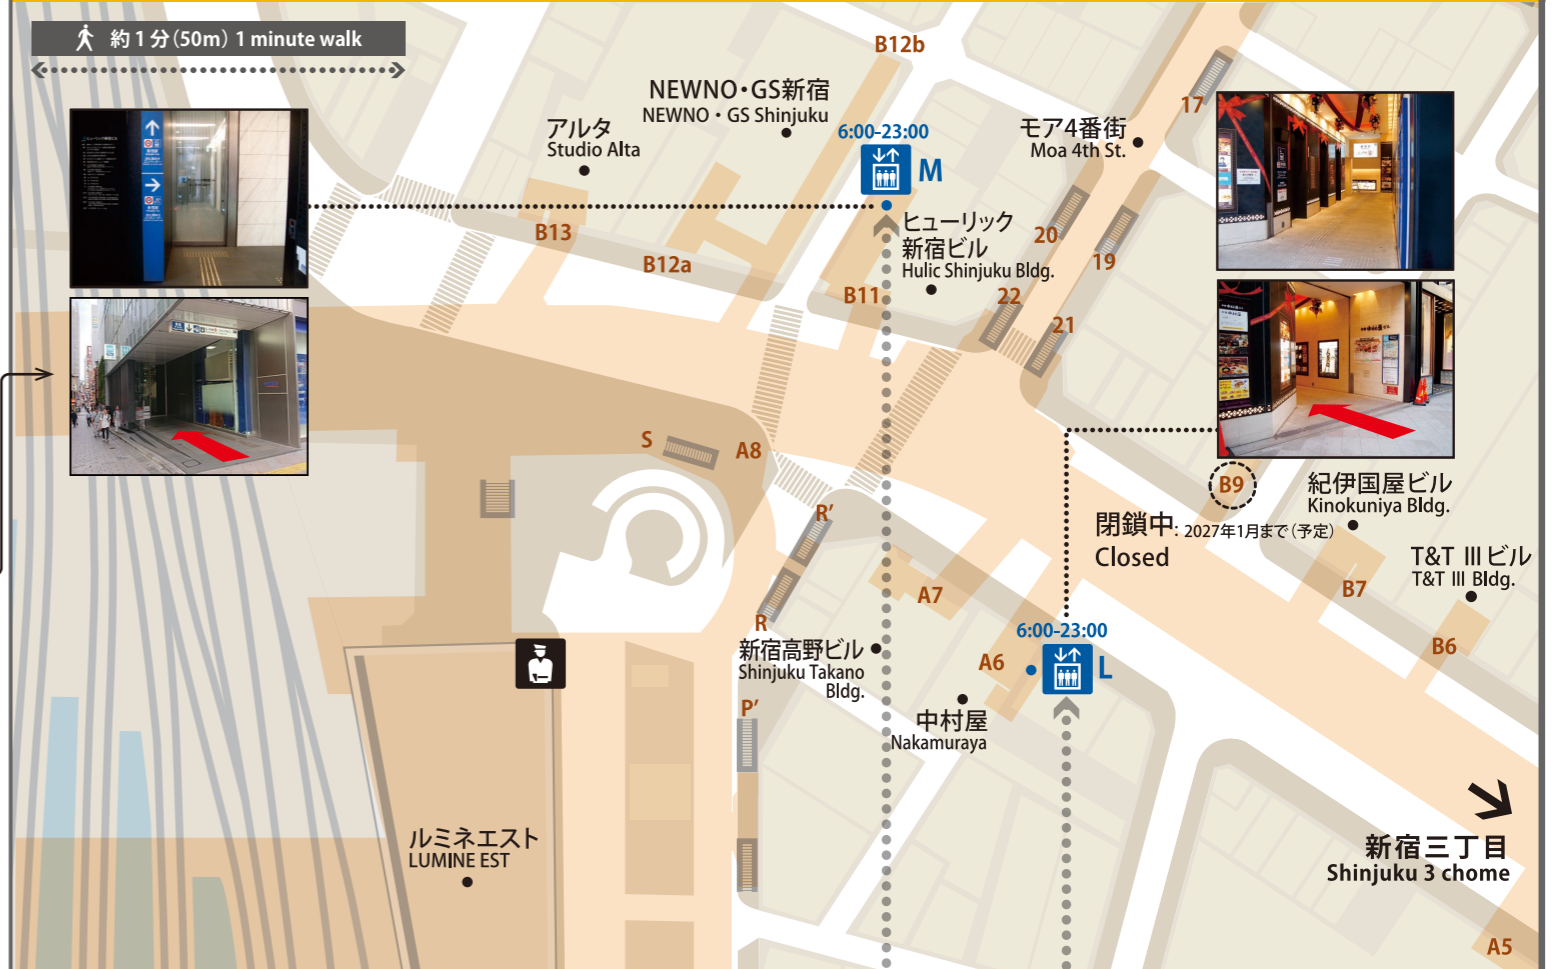 約1分(50m) 1 minute walk
B12b
NEWNO・GS新宿
NEWNO・GS Shinjuku
17
アルタ
Studio Alta
6:00-23:00
M
モア4番街
Moa 4th St.
B13
B12a
ヒューリック
新宿ビル
Hulic Shinjuku Bldg.
20
19
B11
22
21
S
A8
B9
紀伊国屋ビル
Kinokuniya Bldg.
R’
閉鎖中: 2027年1月まで(予定)
Closed
T&T IIIビル
T&T III Bldg.
A7
B7
R
6:00-23:00
L
B6
新宿高野ビル
Shinjuku Takano
Bldg.
A6
P’
中村屋
Nakamuraya
ルミネエスト
LUMINE EST
新宿三丁目
Shinjuku 3 chome
A5